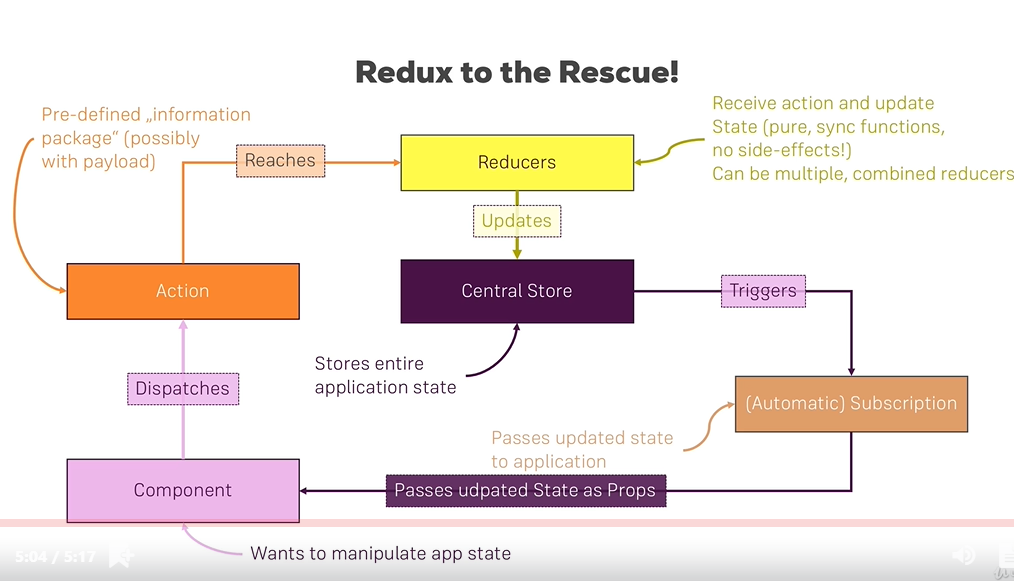 Redux to the Rescue!
Pre-defined „information
package“ (possibly
with payload)
Reaches
Reducers
Receive action and update
State (pure, sync functions,
no side-effects!)
Can be multiple, combined reducers
Updates
Action
Central Store
Triggers
Stores entire
application state
Dispatches
(Automatic) Subscription
Passes updated state
to application
Component
Passes udpated State as Props
Wants to manipulate app state
5:04 / 5:17